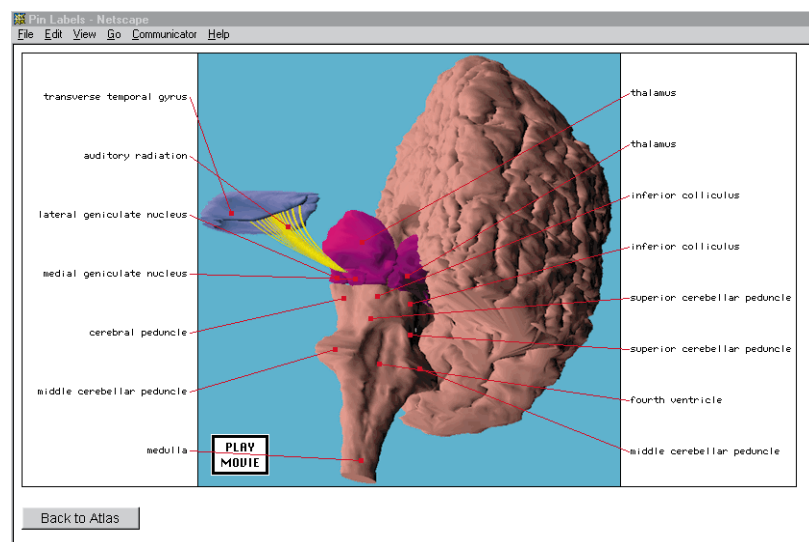 Pin Labels - Netscape
File Edit View Go Communicator Help
transverse temporal gyrus
auditory radiation
lateral geniculate nucleus
medial geniculate nucleus
cerebral peduncle
middle cerebellar peduncle
medulla
PLAY
MOVIE
thalamus
thalamus
inferior colliculus
inferior colliculus
superior cerebellar peduncle
superior cerebellar peduncle
fourth ventricle
middle cerebellar peduncle
Back to Atlas